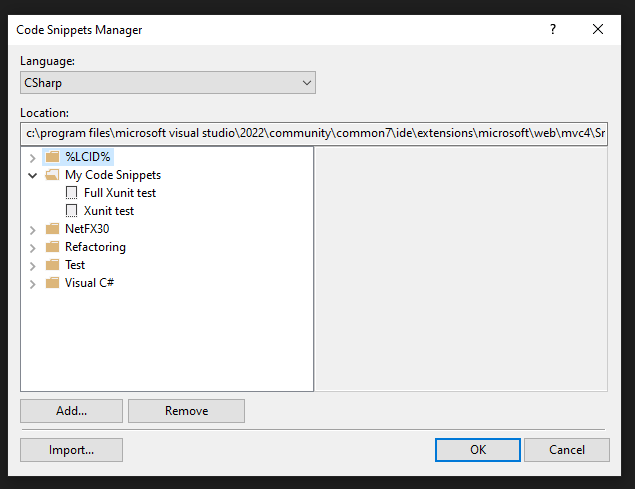 Code Snippets Manager
?
Language:
CSharp
Location:
c:\program files\microsoft visual studio\2022\community\common7\ide\extensions\microsoft\web\mvc4\Sn
%LCID%
My Code Snippets
Full Xunit test
Xunit test
NetFX30
Refactoring
Test
Visual C#
Add...
Remove
Import...
OK
Cancel